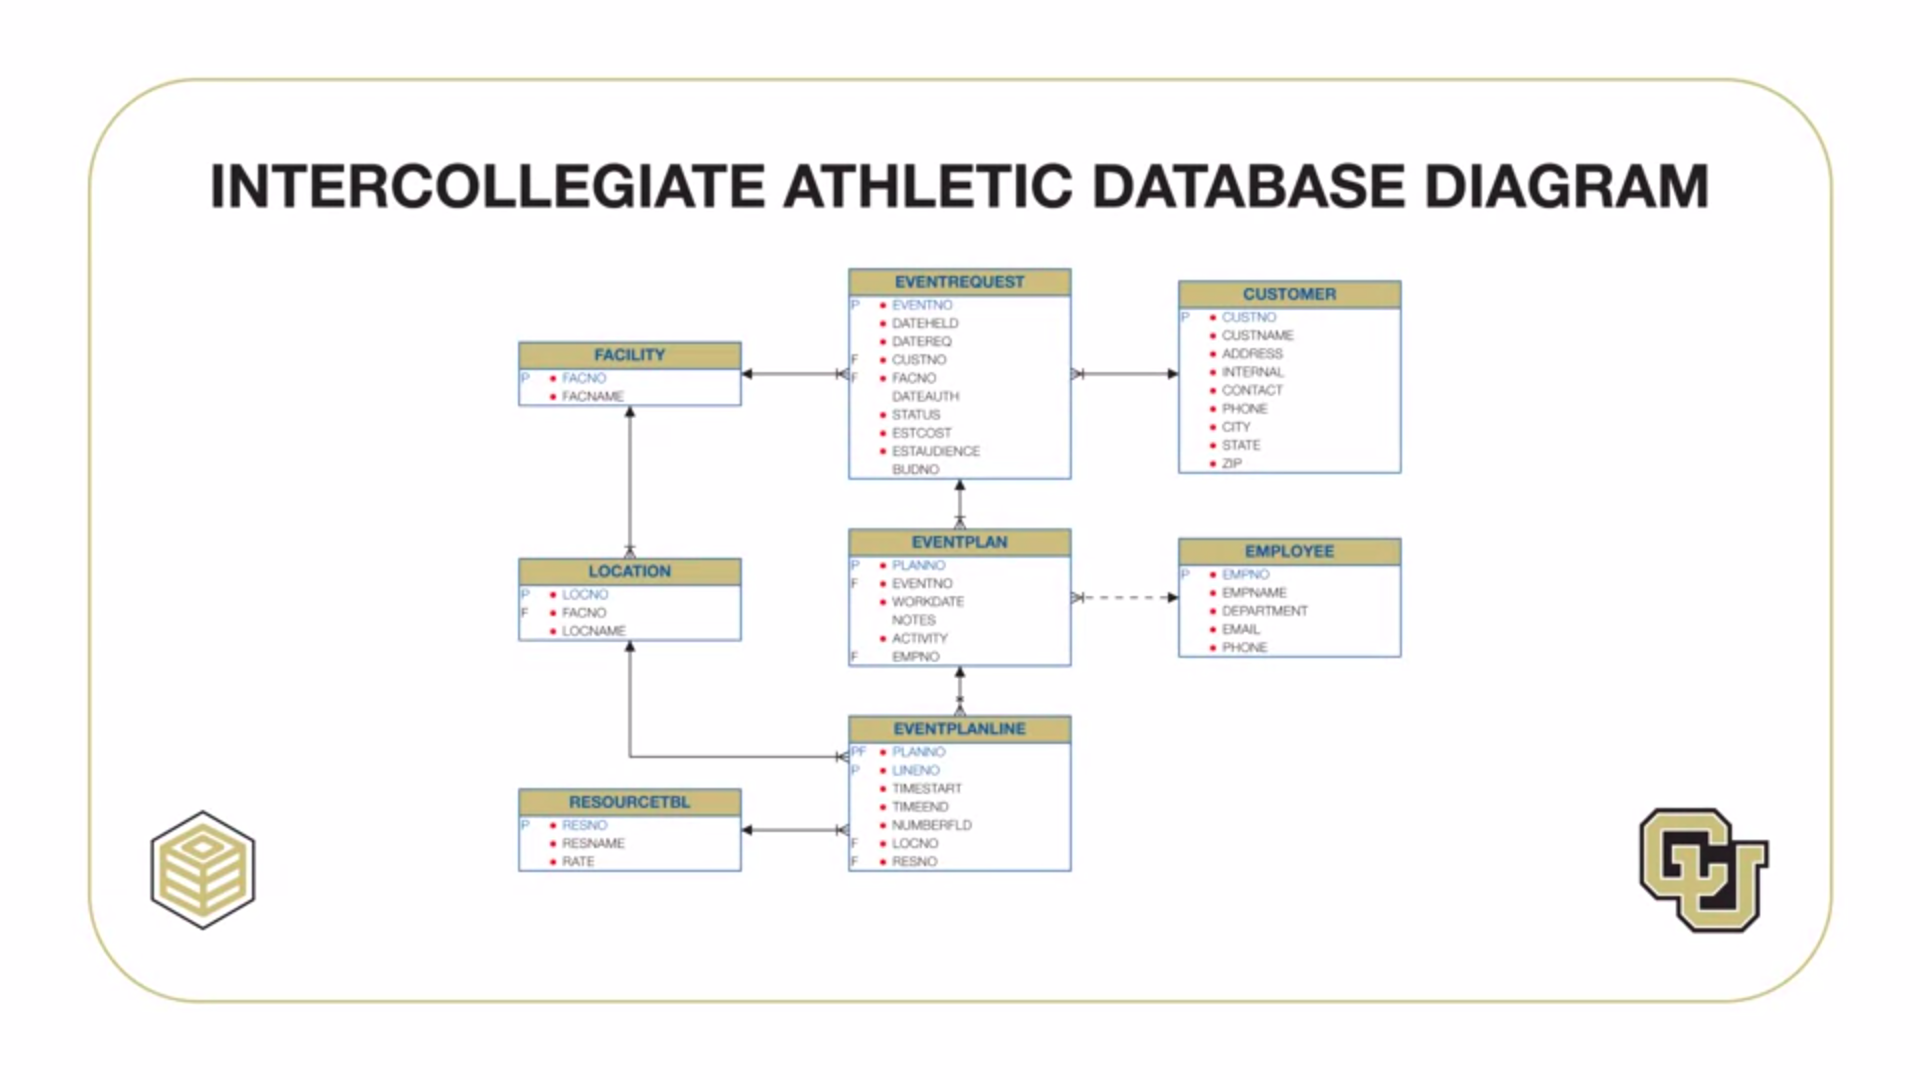 INTERCOLLEGIATE ATHLETIC DATABASE DIAGRAM
EVENTREQUEST
P EVENTNO
DATEHELD
DATEREQ
F CUSTNO
F FACNO
DATEAUTH
STATUS
ESTCOST
ESTAUDIENCE
BUDNO
CUSTOMER
P CUSTNO
CUSTNAME
ADDRESS
INTERNAL
CONTACT
PHONE
CITY
STATE
ZIP
FACILITY
P FACNO
FACNAME
LOCATION
P LOCNO
F FACNO
LOCNAME
EVENTPLAN
P PLANNO
F EVENTNO
WORKDATE
NOTES
ACTIVITY
F EMPNO
EMPLOYEE
P EMPNO
EMPNAME
DEPARTMENT
EMAIL
PHONE
EVENTPLANLINE
PF PLANNO
P LINENO
TIMESTART
TIMEEND
NUMBERFLD
F LOCNO
F RESNO
RESOURCETBL
P RESNO
RESNAME
RATE
CU